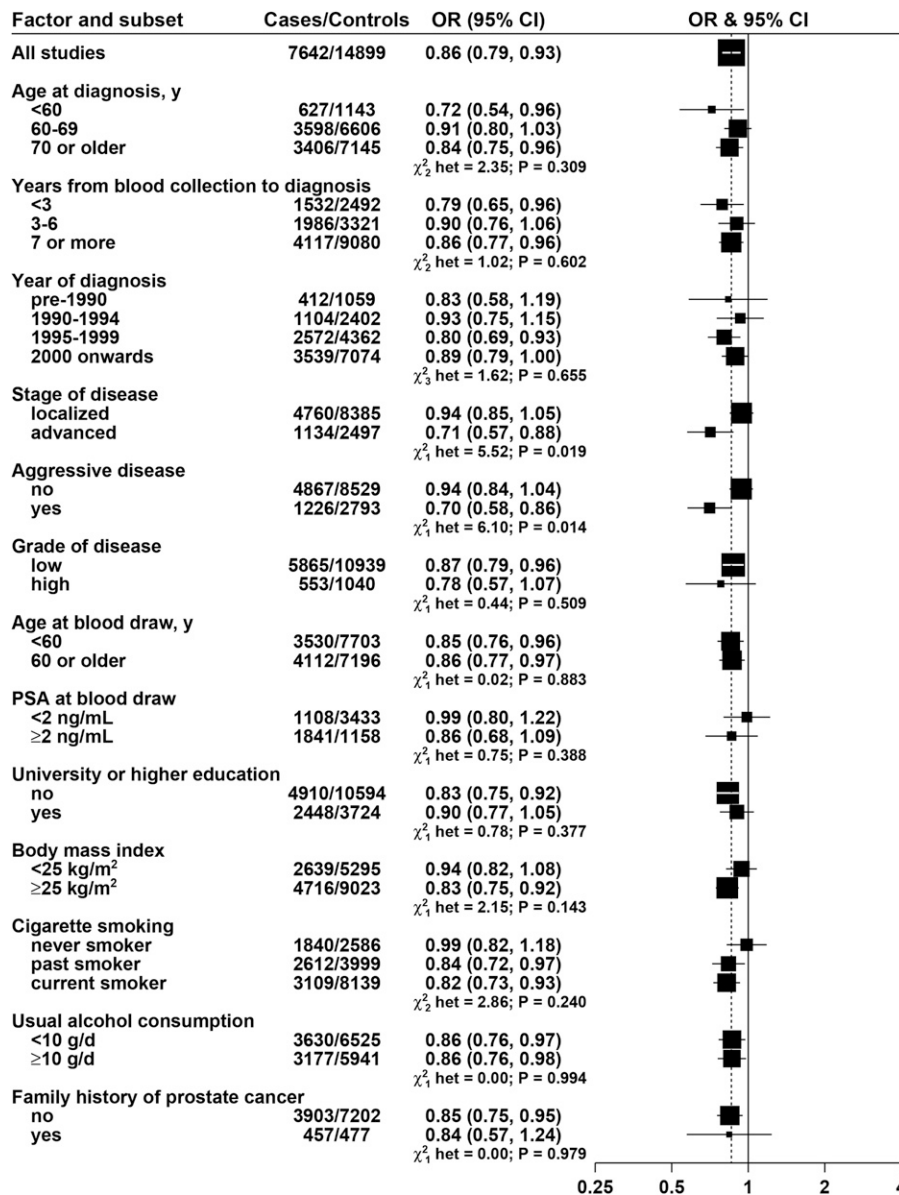 Factor and subset Cases/Controls OR (95% CI) OR & 95% CI
All studies 7642/14899 0.86 (0.79, 0.93)
Age at diagnosis, y
<60 627/1143 0.72 (0.54, 0.96)
60-69 3598/6606 0.91 (0.80, 1.03)
70 or older 3406/7145 0.84 (0.75, 0.96)
χ²₂ het = 2.35; P = 0.309
Years from blood collection to diagnosis
<3 1532/2492 0.79 (0.65, 0.96)
3-6 1986/3321 0.90 (0.76, 1.06)
7 or more 4117/9080 0.86 (0.77, 0.96)
χ²₂ het = 1.02; P = 0.602
Year of diagnosis
pre-1990 412/1059 0.83 (0.58, 1.19)
1990-1994 1104/2402 0.93 (0.75, 1.15)
1995-1999 2572/4362 0.80 (0.69, 0.93)
2000 onwards 3539/7074 0.89 (0.79, 1.00)
χ²₃ het = 1.62; P = 0.655
Stage of disease
localized 4760/8385 0.94 (0.85, 1.05)
advanced 1134/2497 0.71 (0.57, 0.88)
χ²₁ het = 5.52; P = 0.019
Aggressive disease
no 4867/8529 0.94 (0.84, 1.04)
yes 1226/2793 0.70 (0.58, 0.86)
χ²₁ het = 6.10; P = 0.014
Grade of disease
low 5865/10939 0.87 (0.79, 0.96)
high 553/1040 0.78 (0.57, 1.07)
χ²₁ het = 0.44; P = 0.509
Age at blood draw, y
<60 3530/7703 0.85 (0.76, 0.96)
60 or older 4112/7196 0.86 (0.77, 0.97)
χ²₁ het = 0.02; P = 0.883
PSA at blood draw
<2 ng/mL 1108/3433 0.99 (0.80, 1.22)
≥2 ng/mL 1841/1158 0.86 (0.68, 1.09)
χ²₁ het = 0.75; P = 0.388
University or higher education
no 4910/10594 0.83 (0.75, 0.92)
yes 2448/3724 0.90 (0.77, 1.05)
χ²₁ het = 0.78; P = 0.377
Body mass index
<25 kg/m² 2639/5295 0.94 (0.82, 1.08)
≥25 kg/m² 4716/9023 0.83 (0.75, 0.92)
χ²₁ het = 2.15; P = 0.143
Cigarette smoking
never smoker 1840/2586 0.99 (0.82, 1.18)
past smoker 2612/3999 0.84 (0.72, 0.97)
current smoker 3109/8139 0.82 (0.73, 0.93)
χ²₂ het = 2.86; P = 0.240
Usual alcohol consumption
<10 g/d 3630/6525 0.86 (0.76, 0.97)
≥10 g/d 3177/5941 0.86 (0.76, 0.98)
χ²₁ het = 0.00; P = 0.994
Family history of prostate cancer
no 3903/7202 0.85 (0.75, 0.95)
yes 457/477 0.84 (0.57, 1.24)
χ²₁ het = 0.00; P = 0.979
0.25 0.5 1 2 4